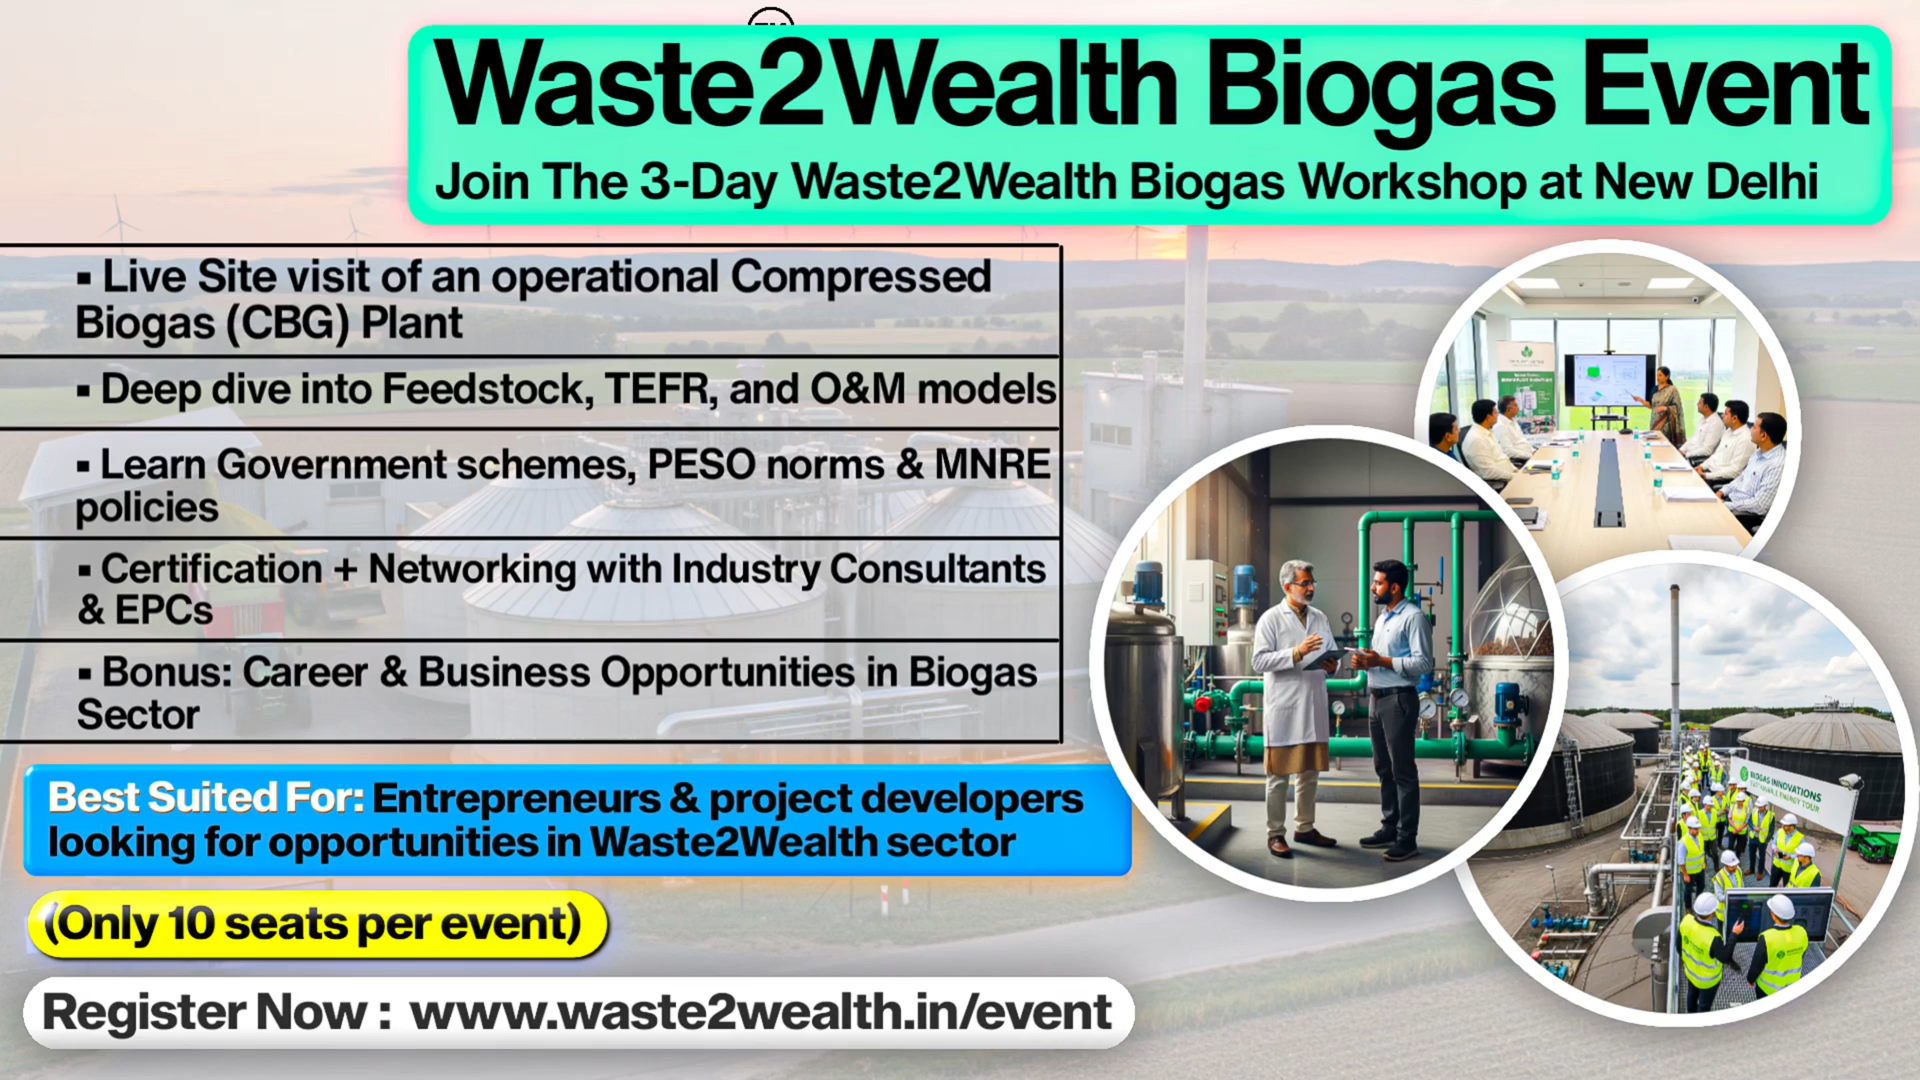 Waste2Wealth Biogas Event
Join The 3-Day Waste2Wealth Biogas Workshop at New Delhi
▪ Live Site visit of an operational Compressed
Biogas (CBG) Plant
▪ Deep dive into Feedstock, TEFR, and O&M models
▪ Learn Government schemes, PESO norms & MNRE
policies
▪ Certification + Networking with Industry Consultants
& EPCs
▪ Bonus: Career & Business Opportunities in Biogas
Sector
Best Suited For: Entrepreneurs & project developers
looking for opportunities in Waste2Wealth sector
(Only 10 seats per event)
Register Now : www.waste2wealth.in/event
BIOGAS INNOVATIONS
ENERGY TOUR